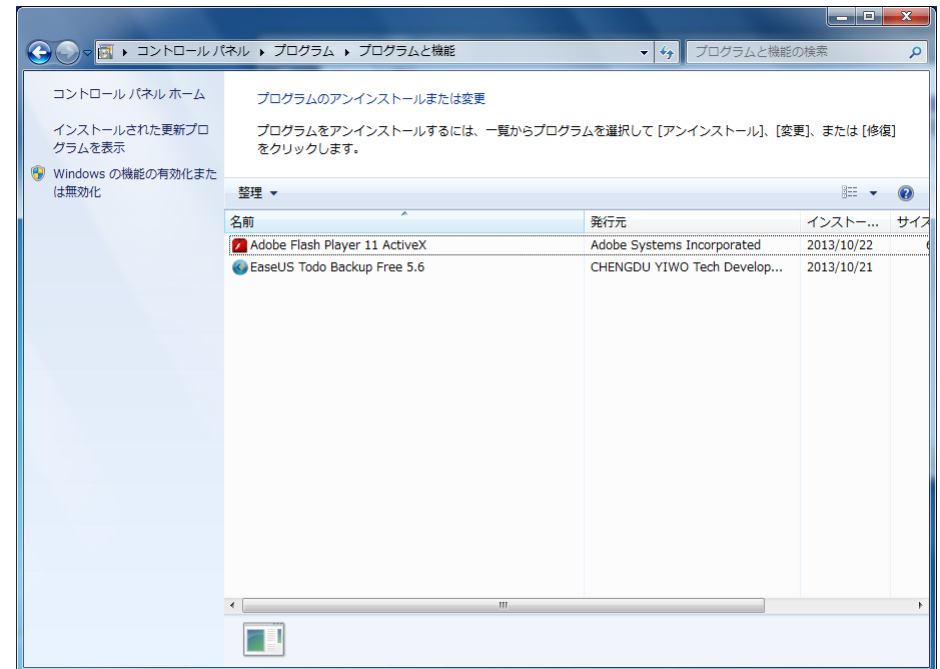 コントロール パネル ▸ プログラム ▸ プログラムと機能
プログラムと機能の検索
コントロール パネル ホーム
インストールされた更新プロ
グラムを表示
Windows の機能の有効化また
は無効化
プログラムのアンインストールまたは変更
プログラムをアンインストールするには、一覧からプログラムを選択して [アンインストール]、[変更]、または [修復]
をクリックします。
整理
名前 発行元 インストー... サイズ
Adobe Flash Player 11 ActiveX Adobe Systems Incorporated 2013/10/22
EaseUS Todo Backup Free 5.6 CHENGDU YIWO Tech Develop... 2013/10/21